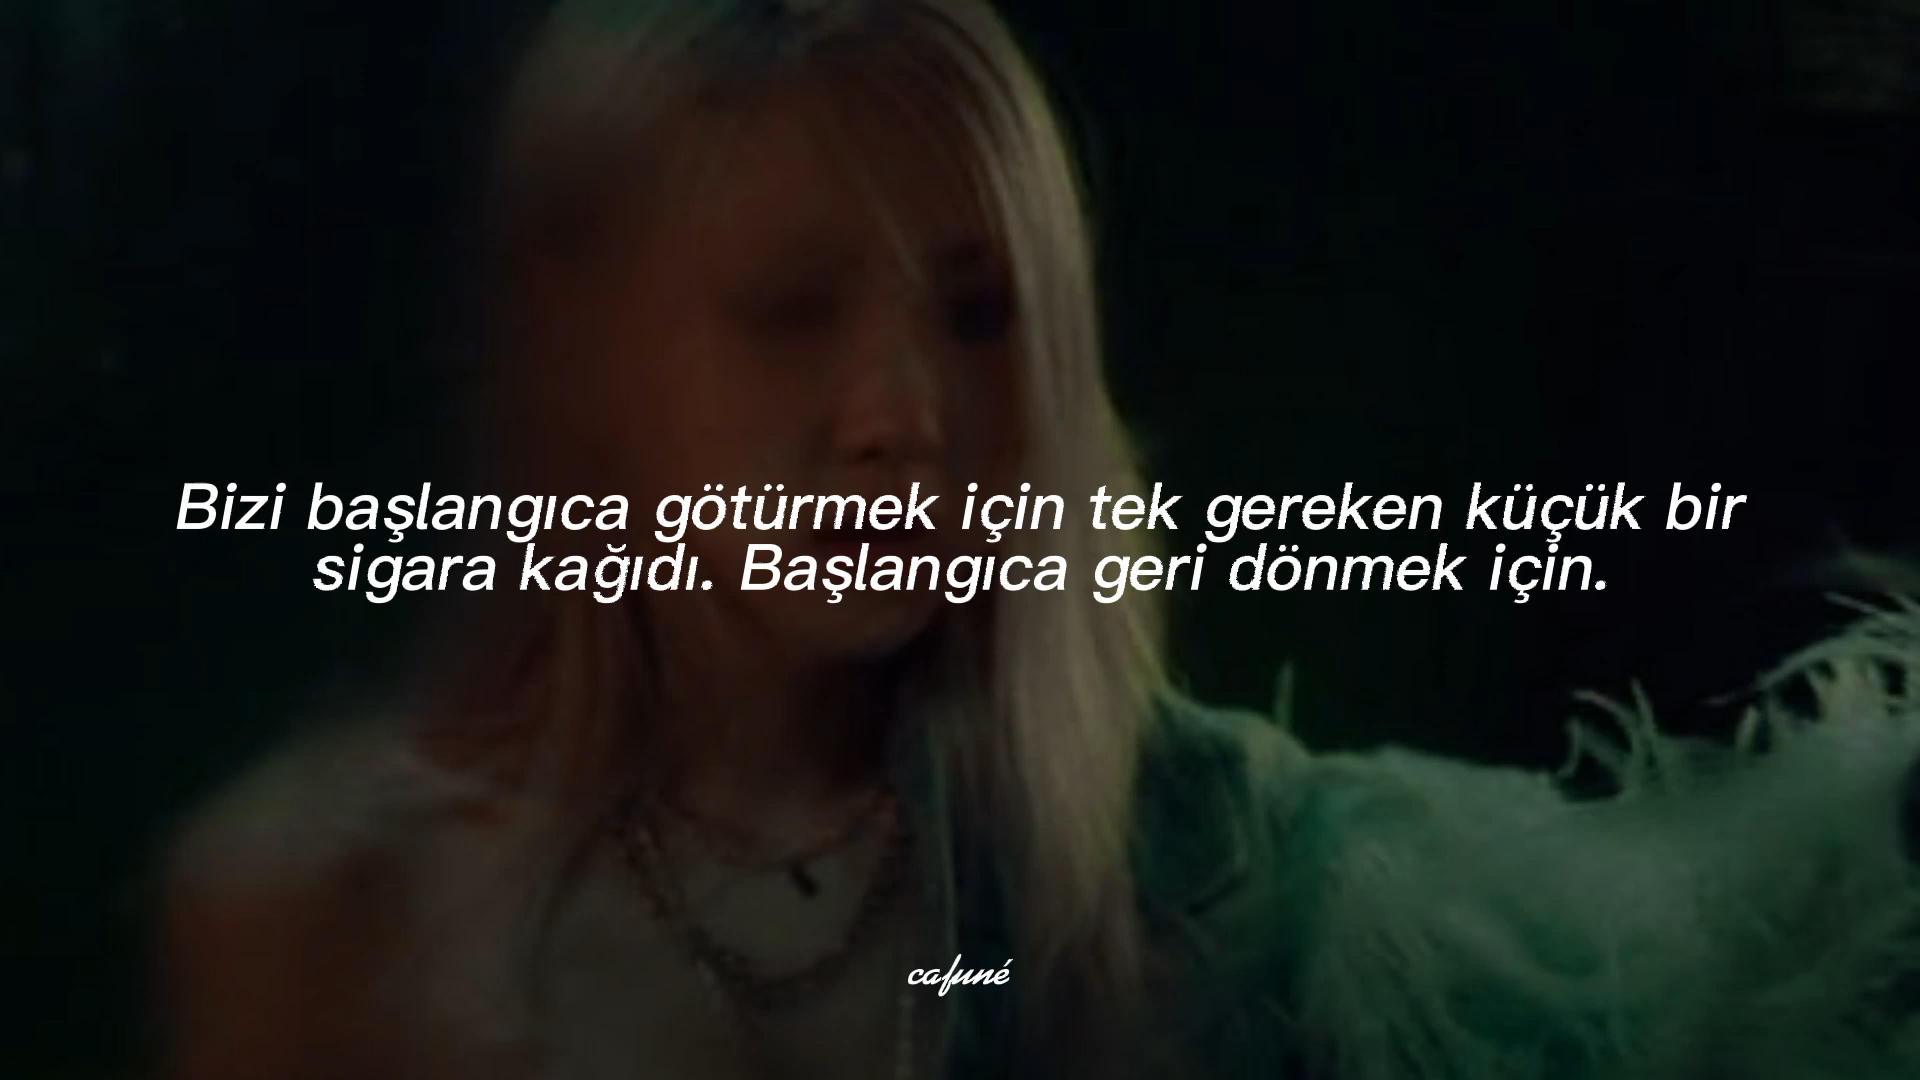 Bizi başlangıca götürmek için tek gereken küçük bir
sigara kağıdı. Başlangıca geri dönmek için.
cafuné